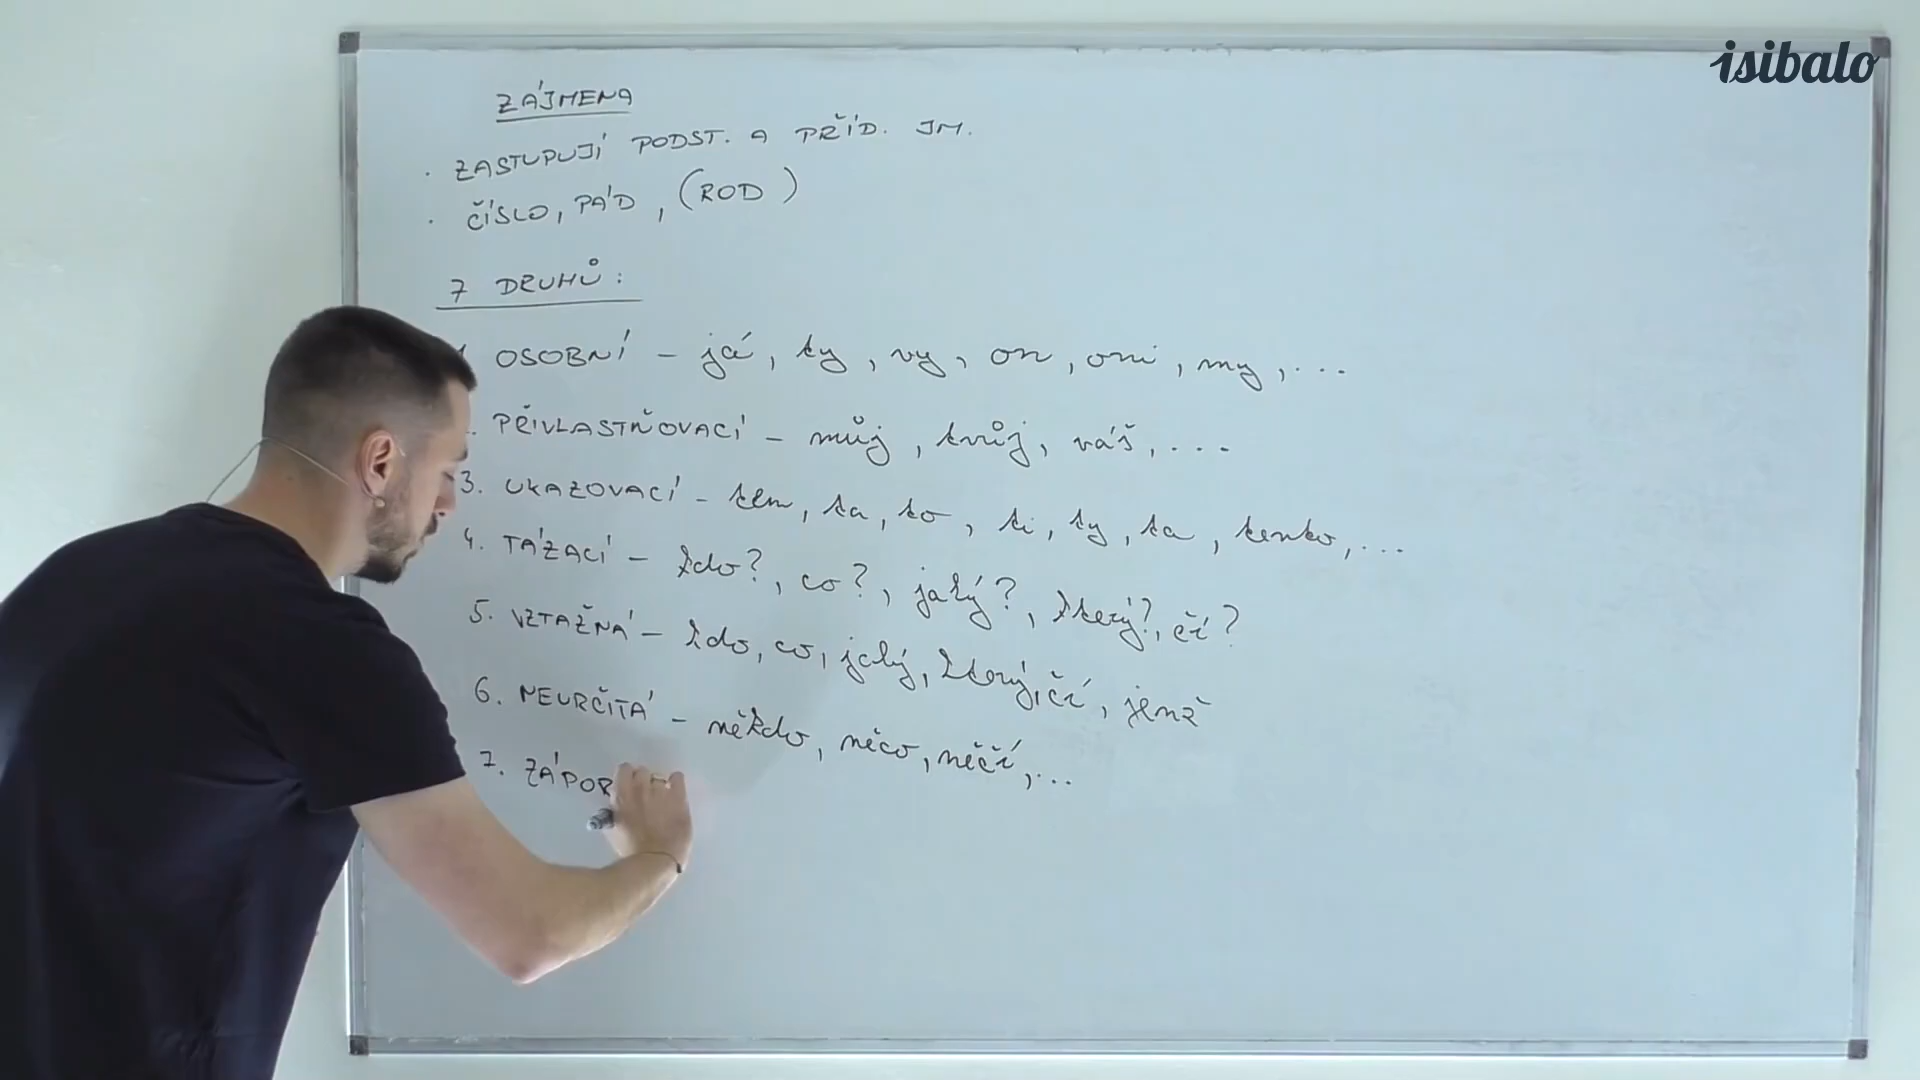 isibalo
ZÁJMENA
· ZASTUPUJÍ PODST. A PŘÍD. JM.
· ČÍSLO, PÁD, (ROD)
7 DRUHŮ:
1. OSOBNÍ – já, ty, vy, on, oni, my, ...
. PŘIVLASTŇOVACÍ – můj, tvůj, váš, ...
3. UKAZOVACÍ – ten, ta, to, ti, ty, ta, tento, ...
4. TÁZACÍ – kdo?, co?, jaký?, který?, čí?
5. VZTAŽNÁ – kdo, co, jaký, který, čí, jenž
6. NEURČITÁ – někdo, něco, něčí, ...
7. ZÁPOR